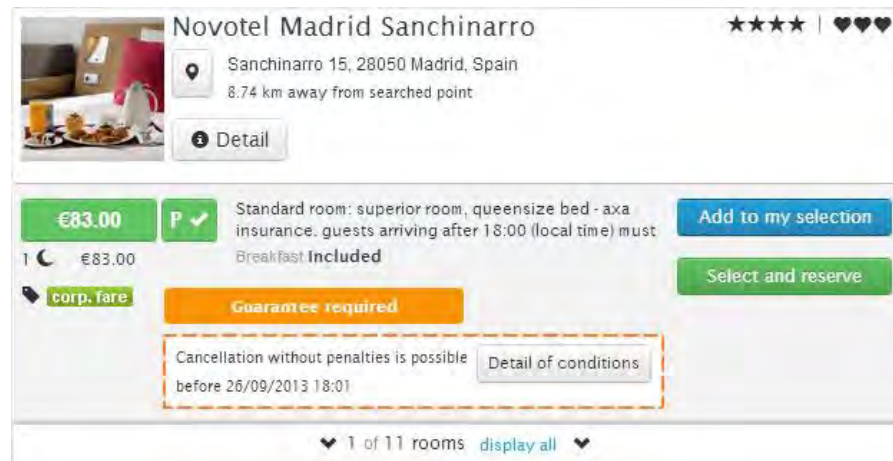 Novotel Madrid Sanchinarro
Sanchinarro 15, 28050 Madrid, Spain
8.74 km away from searched point
Detail
€83.00
P
Standard room: superior room, queensize bed - axa
insurance. guests arriving after 18:00 (local time) must
Breakfast Included
Add to my selection
1 €83.00
Select and reserve
corp. fare
Guarantee required
Cancellation without penalties is possible
before 26/09/2013 18:01
Detail of conditions
1 of 11 rooms display all